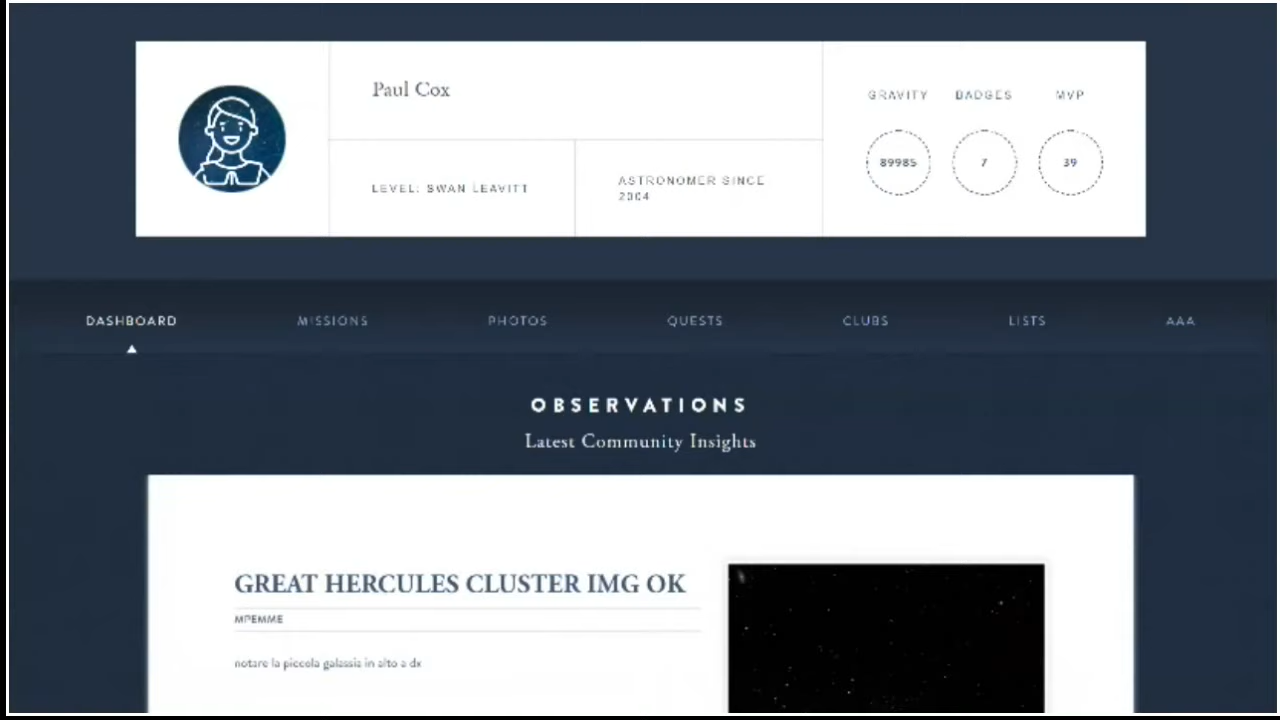 Paul Cox
LEVEL: SWAN LEAVITT
ASTRONOMER SINCE
2004
GRAVITY BADGES MVP
89985 7 39
DASHBOARD MISSIONS PHOTOS QUESTS CLUBS LISTS AAA
OBSERVATIONS
Latest Community Insights
GREAT HERCULES CLUSTER IMG OK
MPEMME
notare la piccola galassia in alto a dx